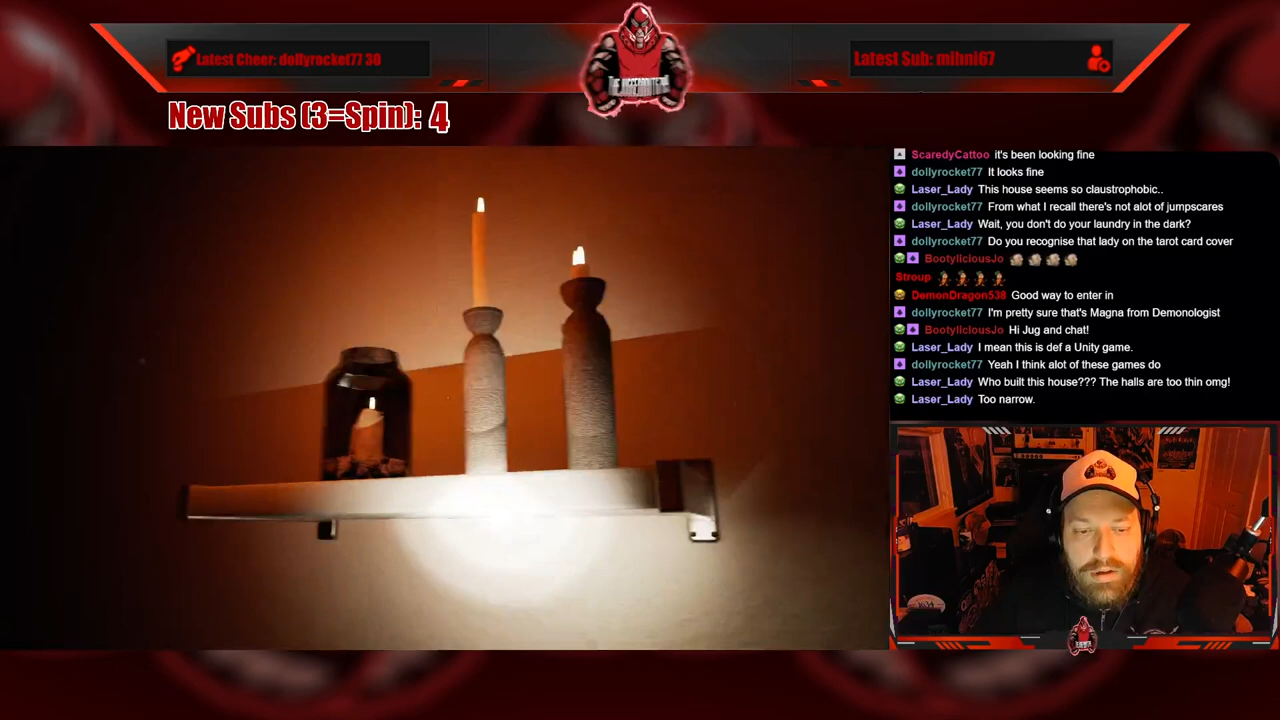 Latest Cheer: dollyrocket77 30
Latest Sub: mihni67
New Subs (3=Spin): 4
ScaredyCattoo it's been looking fine
dollyrocket77 It looks fine
Laser_Lady This house seems so claustrophobic..
dollyrocket77 From what I recall there's not alot of jumpscares
Laser_Lady Wait, you don't do your laundry in the dark?
dollyrocket77 Do you recognise that lady on the tarot card cover
BootyliciousJo
Stroup
DemonDragon538 Good way to enter in
dollyrocket77 I'm pretty sure that's Magna from Demonologist
BootyliciousJo Hi Jug and chat!
Laser_Lady I mean this is def a Unity game.
dollyrocket77 Yeah I think alot of these games do
Laser_Lady Who built this house??? The halls are too thin omg!
Laser_Lady Too narrow.